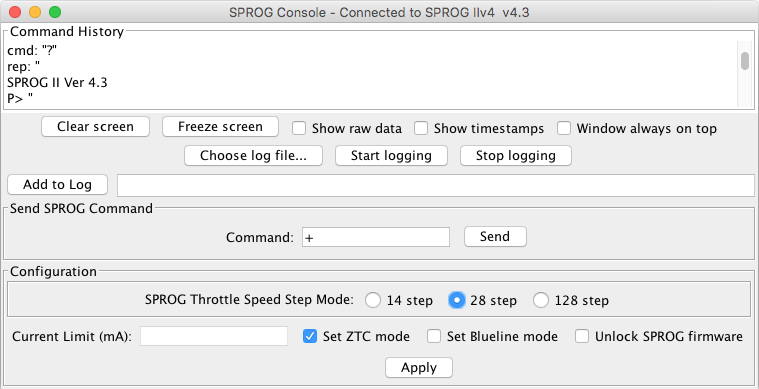 SPROG Console - Connected to SPROG IIv4 v4.3
Command History
cmd: "?"
rep: "
SPROG II Ver 4.3
P> "
Clear screen Freeze screen Show raw data Show timestamps Window always on top
Choose log file... Start logging Stop logging
Add to Log
Send SPROG Command
Command: + Send
Configuration
SPROG Throttle Speed Step Mode: 14 step 28 step 128 step
Current Limit (mA): Set ZTC mode Set Blueline mode Unlock SPROG firmware
Apply